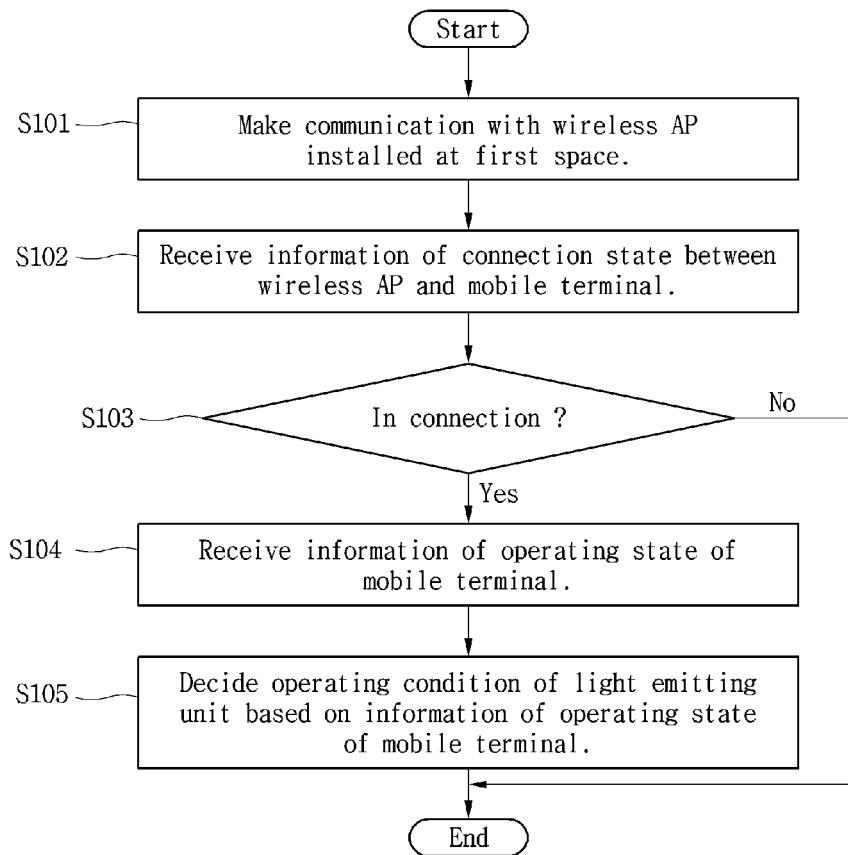 Start
S101
Make communication with wireless AP
installed at first space.
S102
Receive information of connection state between
wireless AP and mobile terminal.
S103
In connection ?
No
Yes
S104
Receive information of operating state of
mobile terminal.
S105
Decide operating condition of light emitting
unit based on information of operating state
of mobile terminal.
End